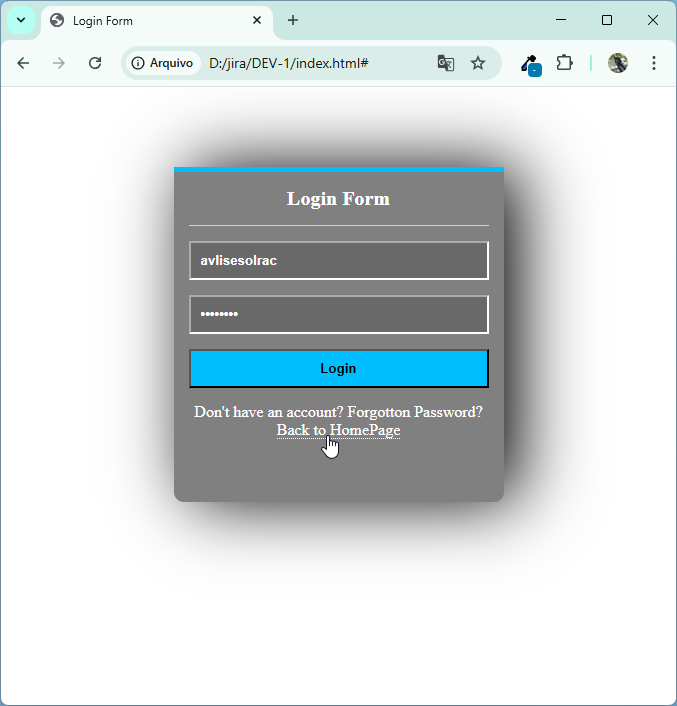 Login Form
Arquivo D:/jira/DEV-1/index.html#
Login Form
avlisesolrac
••••••••
Login
Don't have an account? Forgotton Password?
Back to HomePage